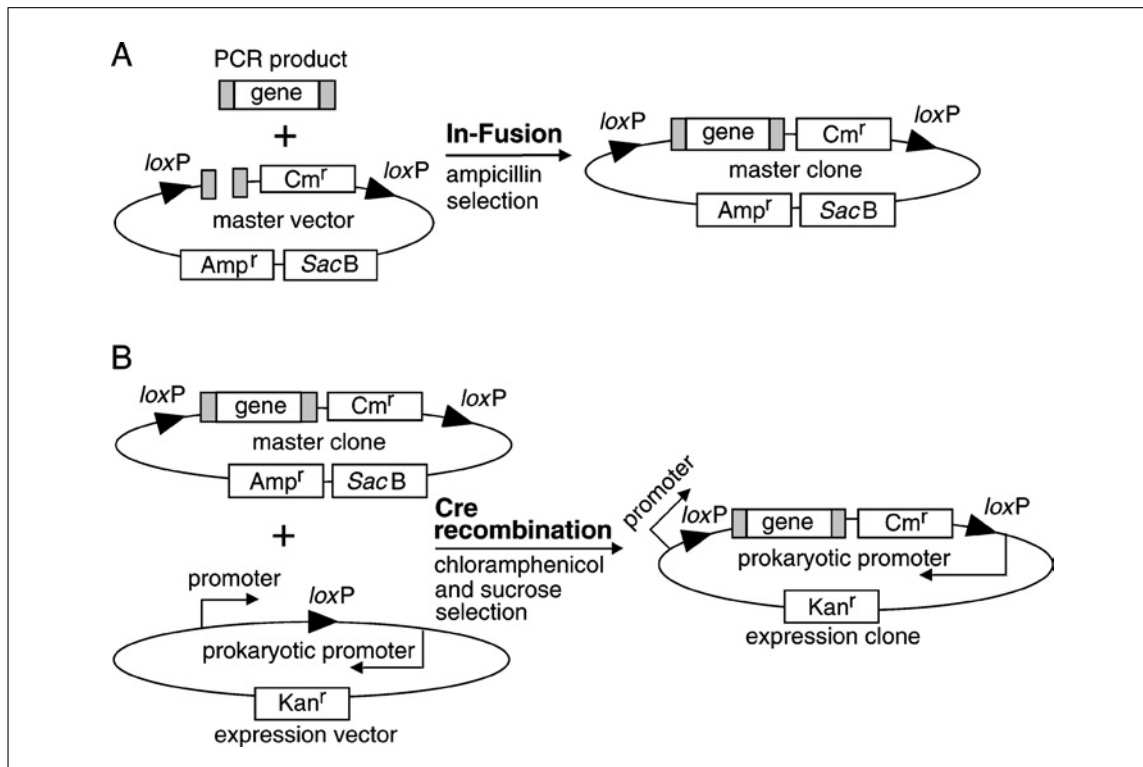 A
PCR product
gene
+
loxP
loxP
Cmr
master vector
Ampr
SacB
In-Fusion
ampicillin
selection
loxP
loxP
gene
Cmr
master clone
Ampr
SacB
B
loxP
loxP
gene
Cmr
master clone
Ampr
SacB
+
promoter
loxP
prokaryotic promoter
Kanr
expression vector
Cre
recombination
chloramphenicol
and sucrose
selection
promoter
loxP
loxP
gene
Cmr
prokaryotic promoter
Kanr
expression clone